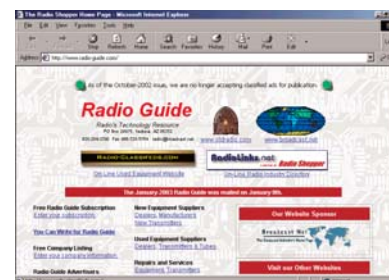 The Radio Shopper Home Page - Microsoft Internet Explorer
File Edit View Favorites Tools Help
Stop Refresh Home Search Favorites History Mail Print Edit
Address http://www.radio-guide.com/
As of the October-2002 issue, we are no longer accepting classified ads for publication.
Radio Guide
Radio's Technology Resource
www.oldradio.com www.broadcast.net
RADIO-CLASSIFIEDS.COM
RadioLinks.net
Radio Shopper
On-Line Used Equipment Website
On-Line Radio Industry Directory
The January 2003 Radio Guide was mailed on January 9th.
Free Radio Guide Subscription
Enter your subscription.
You Can Write for Radio Guide
Free Company Listing
Enter your company information.
Radio Guide Advertisers
New Equipment Suppliers
Dealers, Manufacturers
New Transmitters
Used Equipment Suppliers
Dealers, Transmitters & Tubes
Repairs and Services
Equipment, Transmitters
Our Website Sponsor
Broadcast Net
Visit our Other Websites